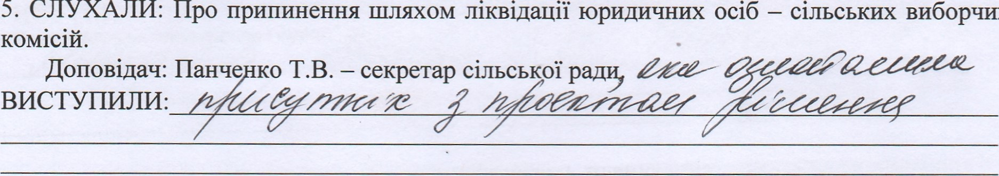 5. СЛУХАЛИ: Про припинення шляхом ліквідації юридичних осіб – сільських виборчи
комісій.
Доповідач: Панченко Т.В. – секретар сільської ради, яка ознайомила
ВИСТУПИЛИ: присутніх з проектом рішення